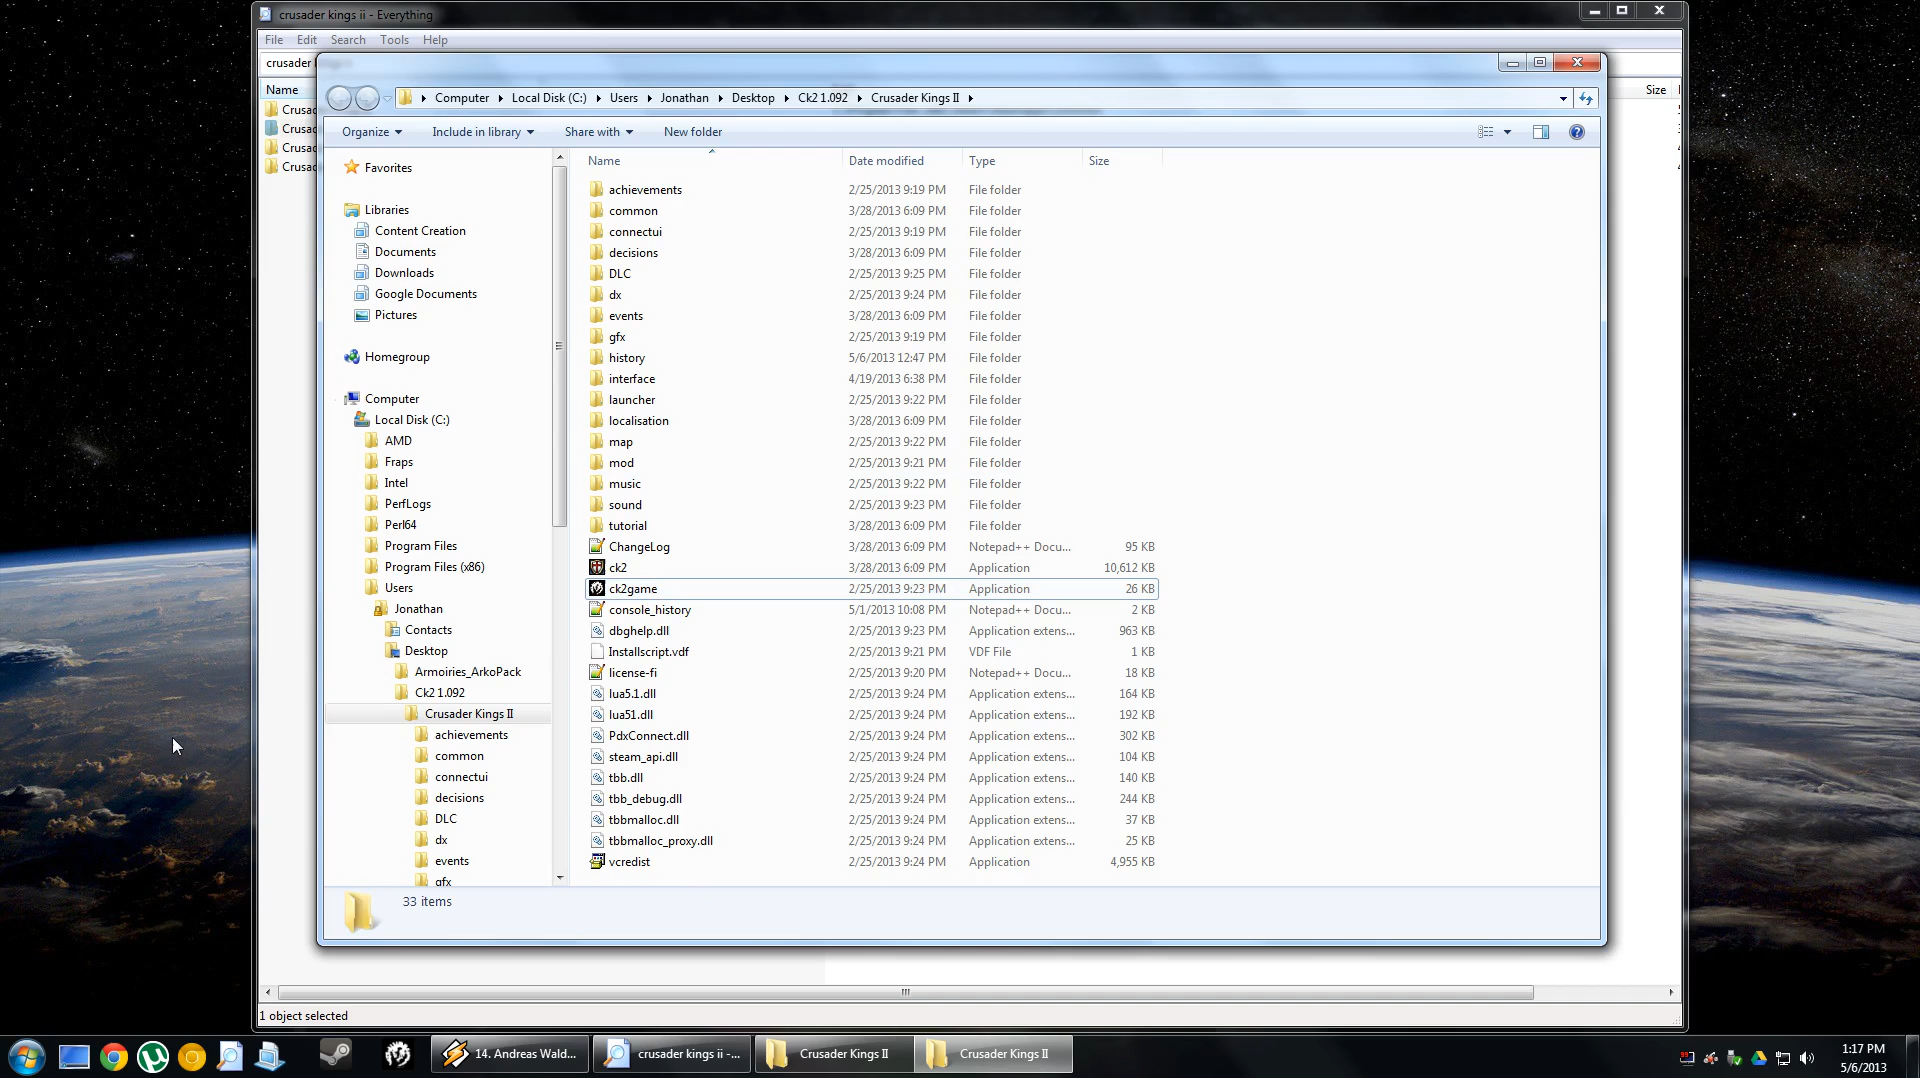 crusader kings ii - Everything
File Edit Search Tools Help
crusader
Name Size
Crusad
Crusad
Crusad
Crusad
Computer Local Disk (C:) Users Jonathan Desktop Ck2 1.092 Crusader Kings II
Organize Include in library Share with New folder
Favorites
Libraries
Content Creation
Documents
Downloads
Google Documents
Pictures
Homegroup
Computer
Local Disk (C:)
AMD
Fraps
Intel
PerfLogs
Perl64
Program Files
Program Files (x86)
Users
Jonathan
Contacts
Desktop
Armoiries_ArkoPack
Ck2 1.092
Crusader Kings II
achievements
common
connectui
decisions
DLC
dx
events
gfx
Name Date modified Type Size
achievements 2/25/2013 9:19 PM File folder
common 3/28/2013 6:09 PM File folder
connectui 2/25/2013 9:19 PM File folder
decisions 3/28/2013 6:09 PM File folder
DLC 2/25/2013 9:25 PM File folder
dx 2/25/2013 9:24 PM File folder
events 3/28/2013 6:09 PM File folder
gfx 2/25/2013 9:19 PM File folder
history 5/6/2013 12:47 PM File folder
interface 4/19/2013 6:38 PM File folder
launcher 2/25/2013 9:22 PM File folder
localisation 3/28/2013 6:09 PM File folder
map 2/25/2013 9:22 PM File folder
mod 2/25/2013 9:21 PM File folder
music 2/25/2013 9:22 PM File folder
sound 2/25/2013 9:23 PM File folder
tutorial 3/28/2013 6:09 PM File folder
ChangeLog 3/28/2013 6:09 PM Notepad++ Docu... 95 KB
ck2 3/28/2013 6:09 PM Application 10,612 KB
ck2game 2/25/2013 9:23 PM Application 26 KB
console_history 5/1/2013 10:08 PM Notepad++ Docu... 2 KB
dbghelp.dll 2/25/2013 9:23 PM Application extens... 963 KB
Installscript.vdf 2/25/2013 9:21 PM VDF File 1 KB
license-fi 2/25/2013 9:20 PM Notepad++ Docu... 18 KB
lua5.1.dll 2/25/2013 9:24 PM Application extens... 164 KB
lua51.dll 2/25/2013 9:24 PM Application extens... 192 KB
PdxConnect.dll 2/25/2013 9:24 PM Application extens... 302 KB
steam_api.dll 2/25/2013 9:24 PM Application extens... 104 KB
tbb.dll 2/25/2013 9:24 PM Application extens... 140 KB
tbb_debug.dll 2/25/2013 9:24 PM Application extens... 244 KB
tbbmalloc.dll 2/25/2013 9:24 PM Application extens... 37 KB
tbbmalloc_proxy.dll 2/25/2013 9:24 PM Application extens... 25 KB
vcredist 2/25/2013 9:24 PM Application 4,955 KB
33 items
1 object selected
14. Andreas Wald... crusader kings ii -... Crusader Kings II Crusader Kings II
1:17 PM
5/6/2013